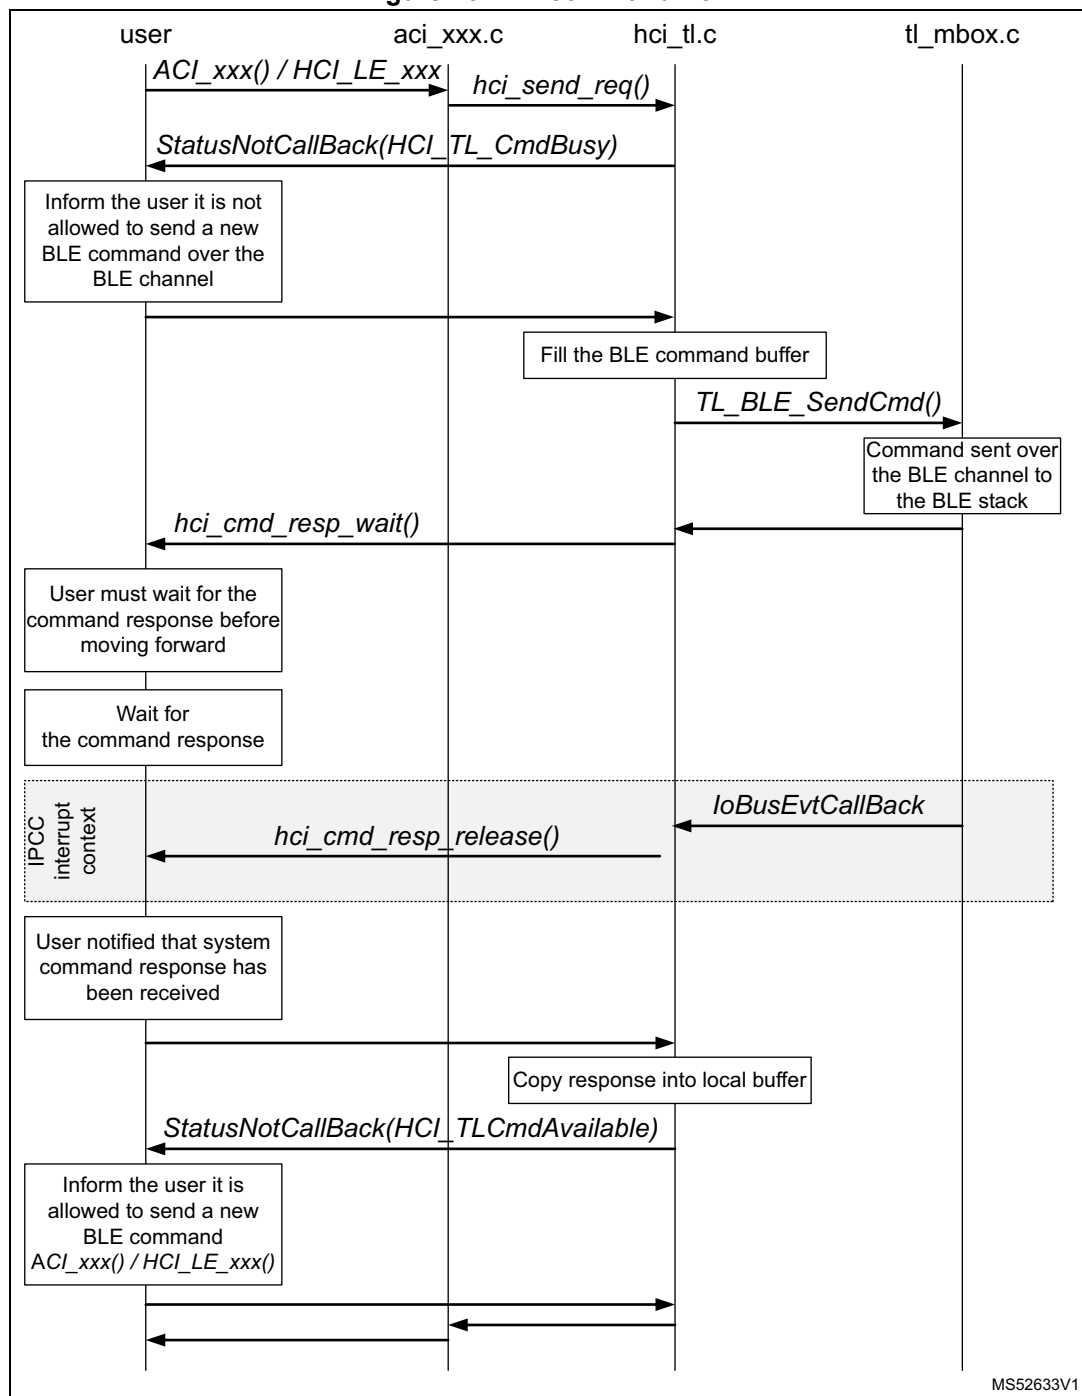 user aci_xxx.c hci_tl.c tl_mbox.c
ACI_xxx() / HCI_LE_xxx
hci_send_req()
StatusNotCallBack(HCI_TL_CmdBusy)
Inform the user it is not
allowed to send a new
BLE command over the
BLE channel
Fill the BLE command buffer
TL_BLE_SendCmd()
Command sent over
the BLE channel to
the BLE stack
hci_cmd_resp_wait()
User must wait for the
command response before
moving forward
Wait for
the command response
IPCC
interrupt
context
IoBusEvtCallBack
hci_cmd_resp_release()
User notified that system
command response has
been received
Copy response into local buffer
StatusNotCallBack(HCI_TLCmdAvailable)
Inform the user it is
allowed to send a new
BLE command
ACI_xxx() / HCI_LE_xxx()
MS52633V1